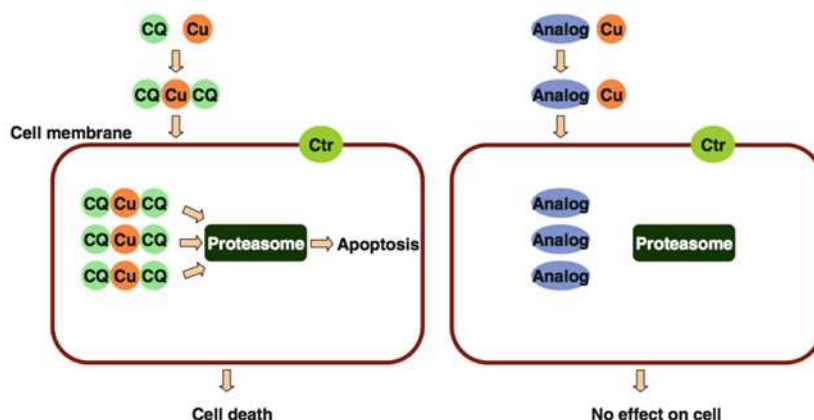 CQ Cu
CQ Cu CQ
Cell membrane
Ctr
CQ Cu CQ
CQ Cu CQ
CQ Cu CQ
Proteasome
Apoptosis
Cell death
Analog Cu
Analog Cu
Ctr
Analog
Analog
Analog
Proteasome
No effect on cell